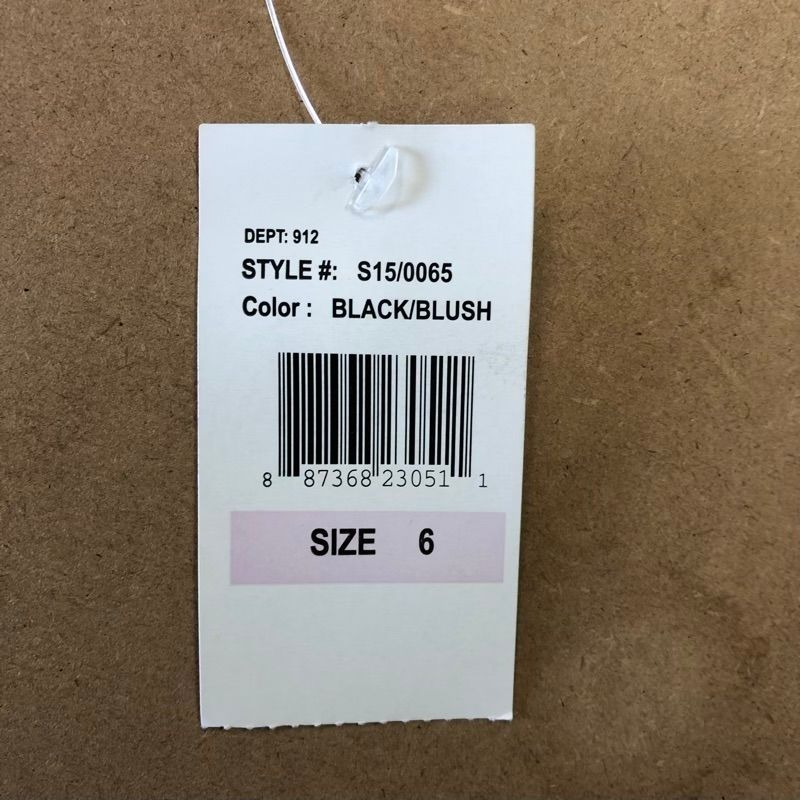 DEPT: 912
STYLE #: S15/0065
Color : BLACK/BLUSH
8 87368 23051 1
SIZE 6